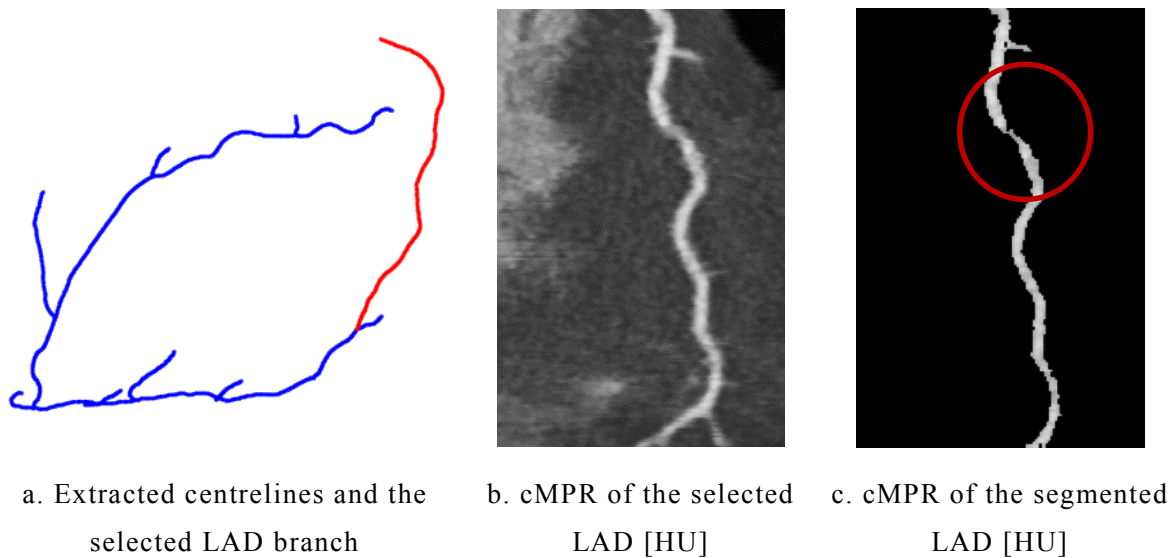 a. Extracted centrelines and the
selected LAD branch
b. cMPR of the selected
LAD [HU]
c. cMPR of the segmented
LAD [HU]